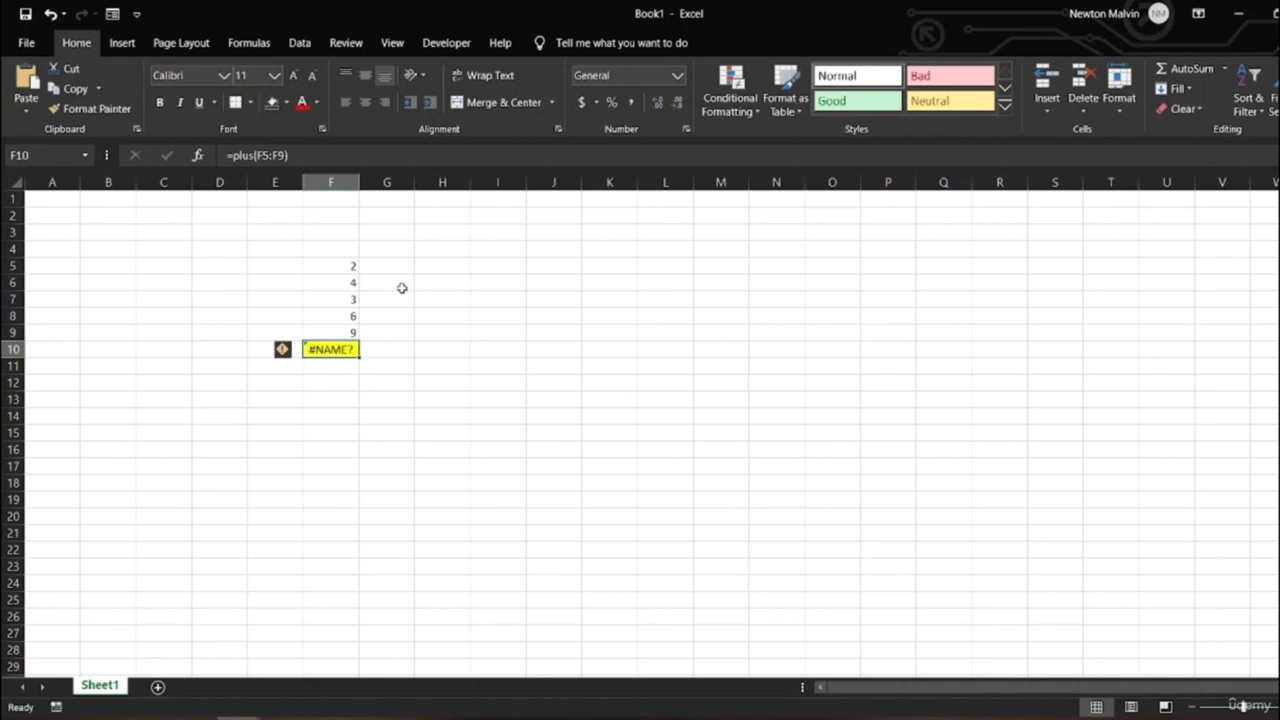 Book1 - Excel
Newton Malvin NM
File Home Insert Page Layout Formulas Data Review View Developer Help Tell me what you want to do
Paste
Cut
Copy
Format Painter
Clipboard
Calibri 11 A A
B I U A
Font
ab Wrap Text
Merge & Center
Alignment
General
$ % ,
Number
Conditional
Formatting
Format as
Table
Normal Bad
Good Neutral
Styles
Insert Delete Format
Cells
AutoSum
Fill
Clear
Sort &
Filter
Editing
F10 fx =plus(F5:F9)
A B C D E F G H I J K L M N O P Q R S T U V
1
2
3
4
5 2
6 4
7 3
8 6
9 9
10 #NAME?
11
12
13
14
15
16
17
18
19
20
21
22
23
24
25
26
27
28
29
Sheet1
Ready
ûdemy